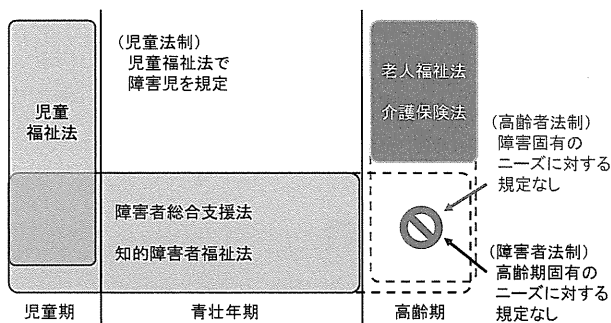 (児童法制)
児童福祉法で
障害児を規定
児童
福祉法
老人福祉法
介護保険法
(高齢者法制)
障害固有の
ニーズに対する
規定なし
障害者総合支援法
知的障害者福祉法
(障害者法制)
高齢期固有の
ニーズに対する
規定なし
児童期
青壮年期
高齢期